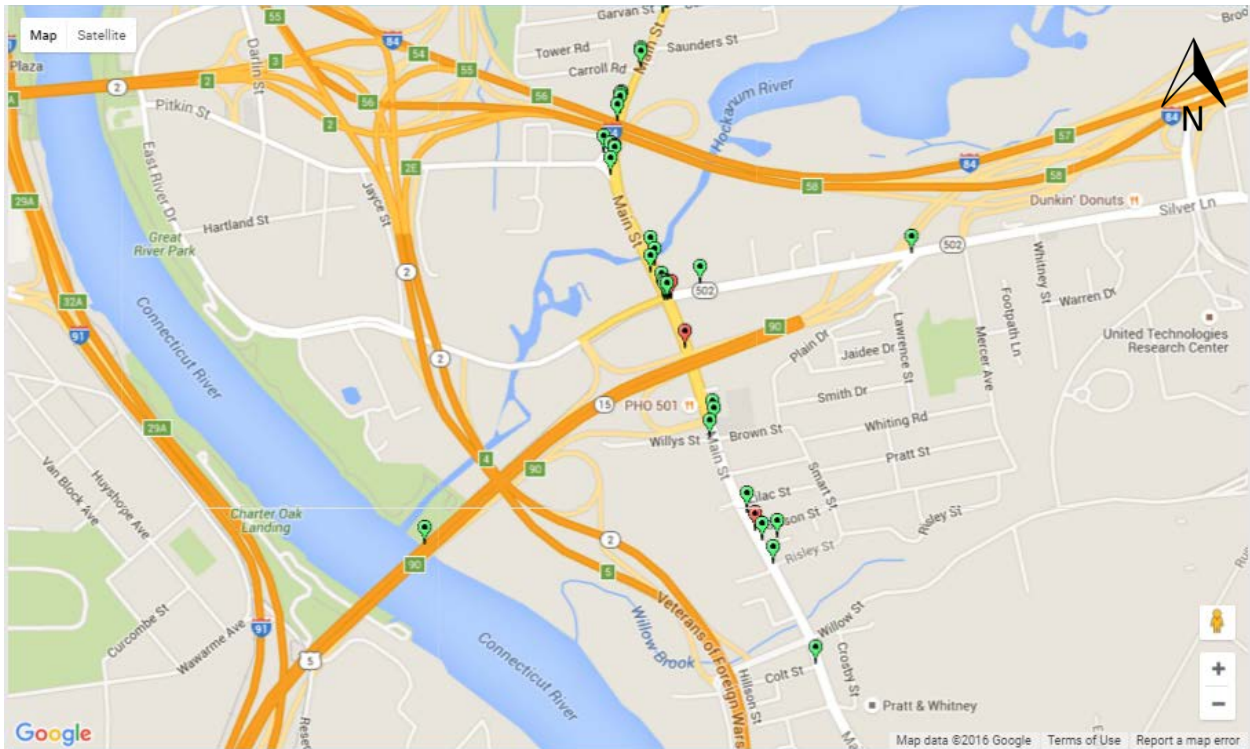 Map
Satellite
Plaza
Garvan St
Main St
Tower Rd
Saunders St
Carroll Rd
Darlin St
55
84
54
3
2
2
55
56
56
2
Pitkin St
2E
Hockanum River
N
84
84
57
84
58
58
Dunkin' Donuts
Silver Ln
29A
East River Dr
Jayce St
Hartland St
Great
River Park
Main St
2
502
502
Whitney St
Warren Dr
Footpath Ln
Mercer Ave
Lawrence St
United Technologies
Research Center
32A
91
Connecticut River
2
90
Plain Dr
Jaidee Dr
Smith Dr
15
PHO 501
Whiting Rd
29A
Willys St
Brown St
Main St
Pratt St
4
90
Smart St
Risley St
Van Block Ave
Huyshope Ave
Charter Oak
Landing
Risley St
2
90
5
Curcombe St
Wawarme Ave
91
5
Connecticut River
Willow Brook
Veterans of Foreign Wars
Willow St
Colt St
Hillson St
Crosby St
Pratt & Whitney
+
−
Google
Map data ©2016 Google
Terms of Use
Report a map error